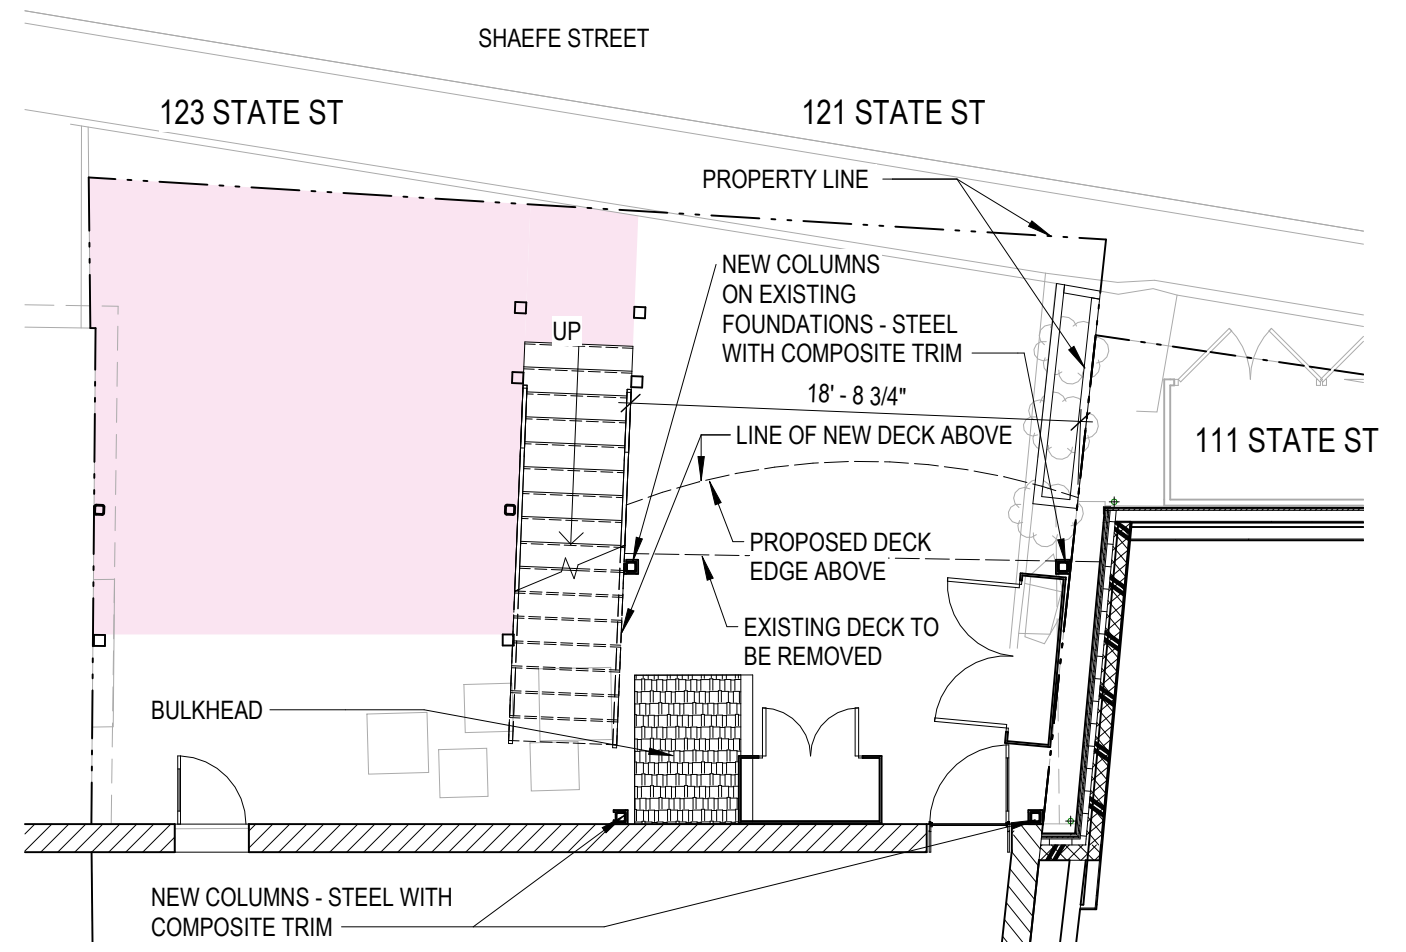 SHAEFE STREET
123 STATE ST
121 STATE ST
PROPERTY LINE
NEW COLUMNS
ON EXISTING
FOUNDATIONS - STEEL
WITH COMPOSITE TRIM
UP
18' - 8 3/4"
LINE OF NEW DECK ABOVE
111 STATE ST
PROPOSED DECK
EDGE ABOVE
EXISTING DECK TO
BE REMOVED
BULKHEAD
NEW COLUMNS - STEEL WITH
COMPOSITE TRIM